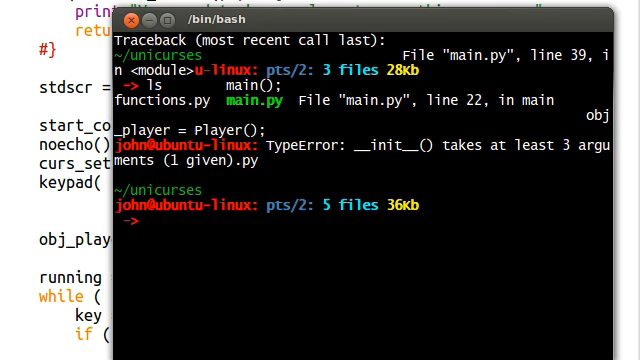 /bin/bash
Traceback (most recent call last):
~/unicurses File "main.py", line 39, i
n <module>u-linux: pts/2: 3 files 28Kb
-> ls main();
functions.py main.py File "main.py", line 22, in main
obj
_player = Player();
john@ubuntu-linux: TypeError: __init__() takes at least 3 argu
ments (1 given).py
~/unicurses
john@ubuntu-linux: pts/2: 5 files 36Kb
->
print
retu
#}
stdscr =
start_co
noecho()
curs_set
keypad(
obj_play
running
while (
key
if (